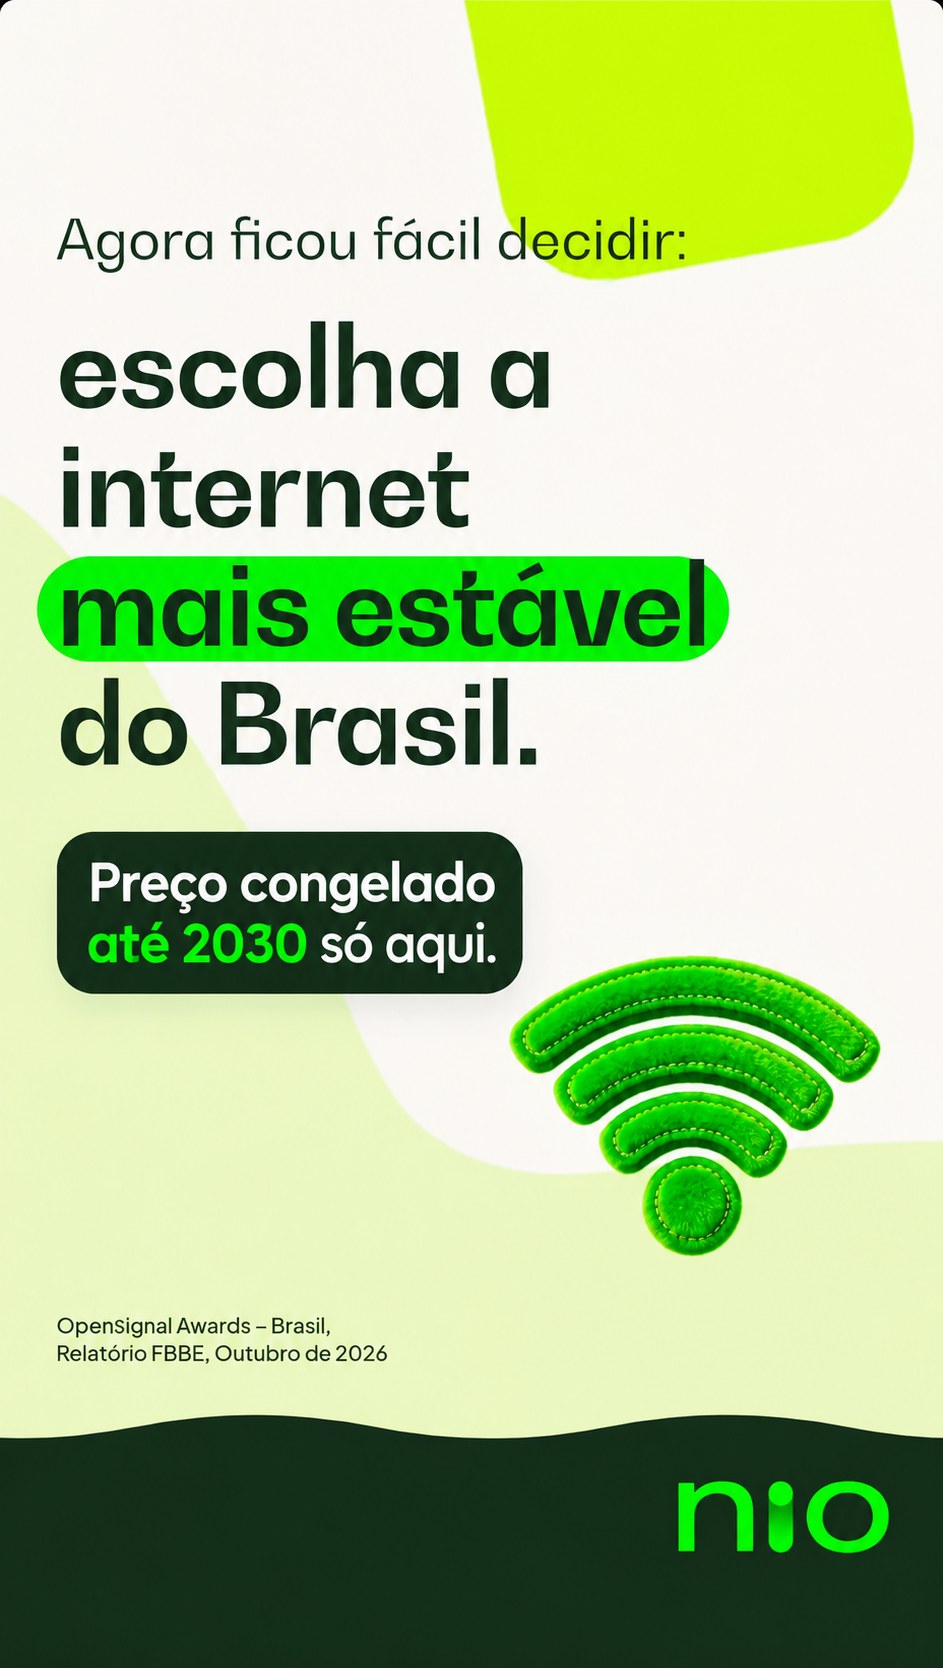 Agora ficou fácil decidir:
escolha a
internet
mais estável
do Brasil.
Preço congelado
até 2030 só aqui.
OpenSignal Awards – Brasil,
Relatório FBBE, Outubro de 2026
nio